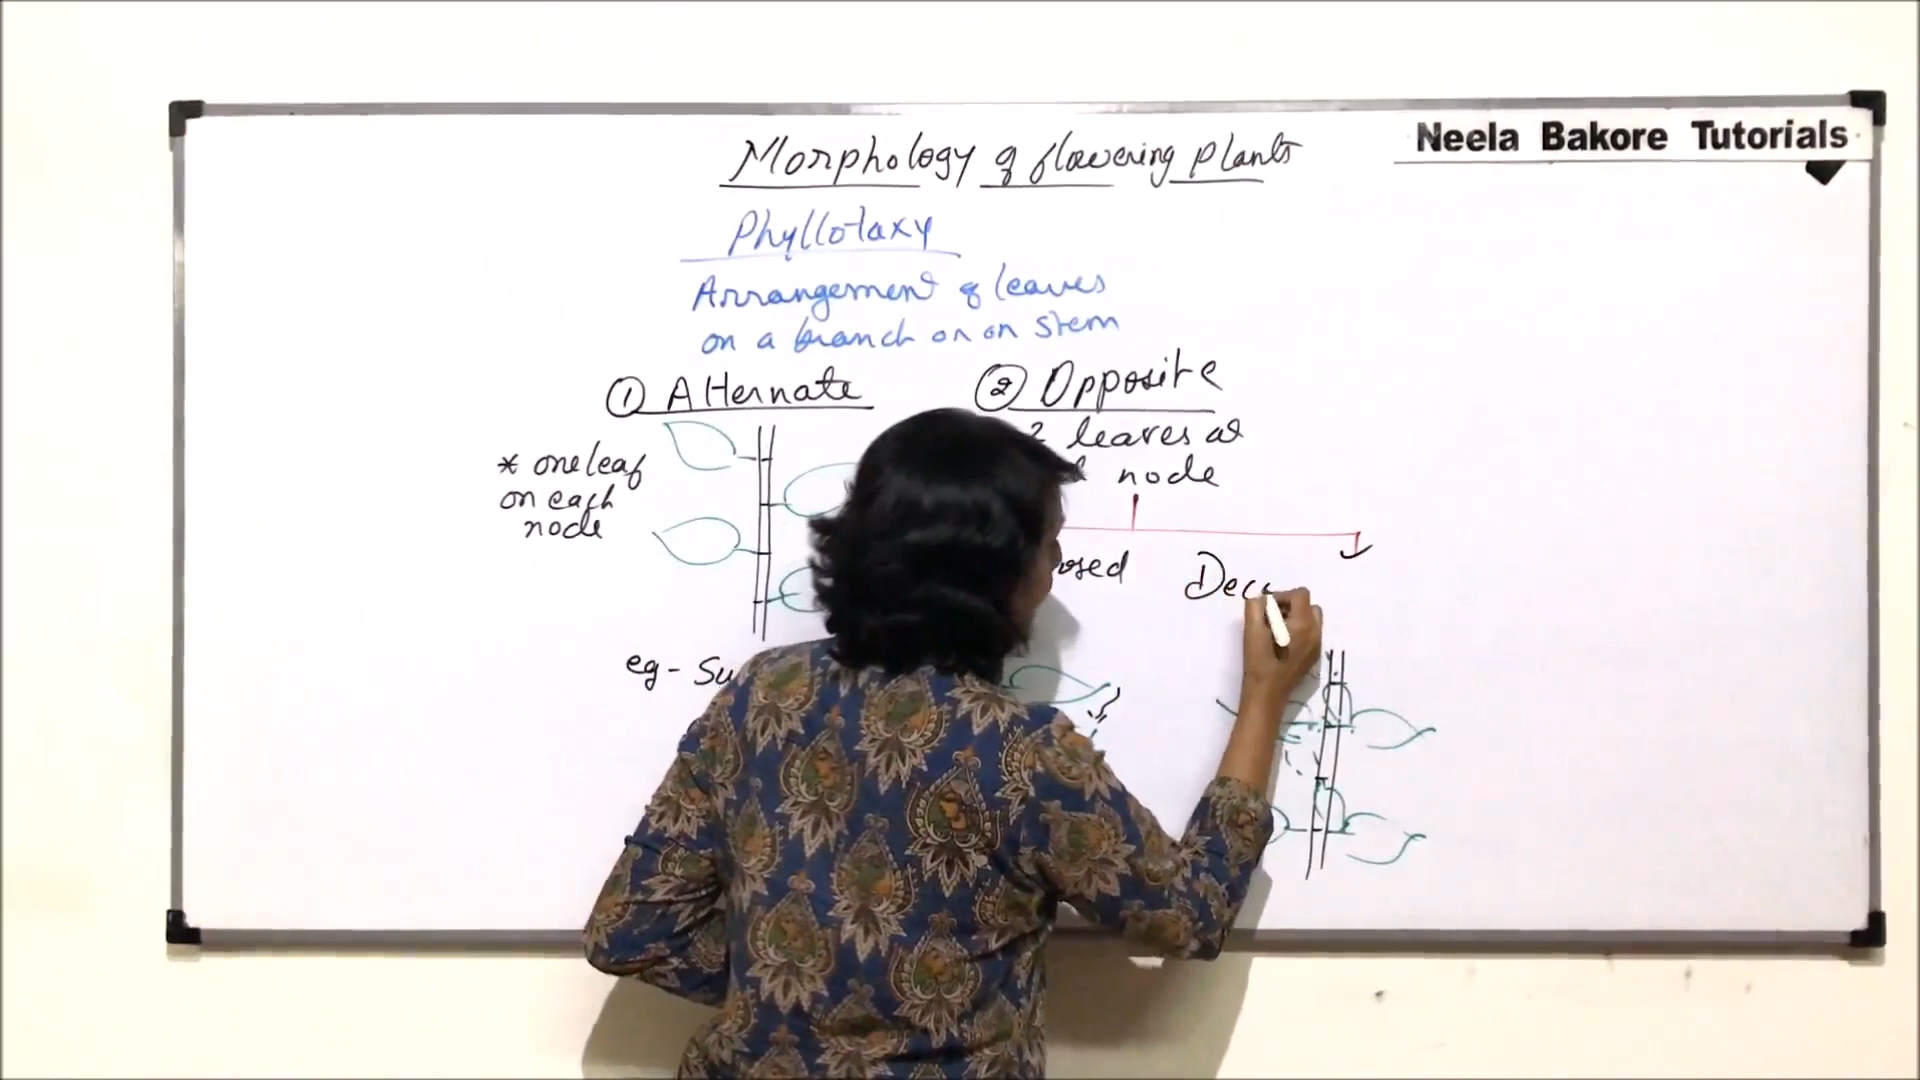 Neela Bakore Tutorials
Morphology of flowering plants
Phyllotaxy
Arrangement of leaves
on a branch or on stem
① Alternate
* one leaf
on each
node
eg - Su
② Opposite
2 leaves at
node
osed
Dec